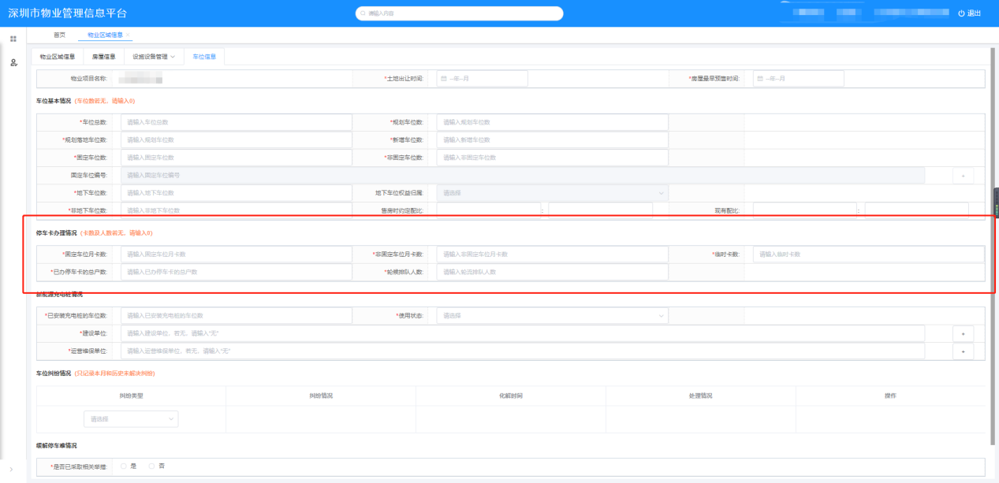 深圳市物业管理信息平台 请输入内容 退出
首页 物业区域信息
物业区域信息 房屋信息 设施设备管理 车位信息
物业项目名称: *土地出让时间: --年--月 *房屋最早预售时间: --年--月
车位基本情况 (车位数若无，请输入0)
*车位总数: 请输入车位总数 *规划车位数: 请输入规划车位数
*规划落地车位数: 请输入规划车位数 *新增车位数: 请输入新增车位数
*固定车位数: 请输入固定车位数 *非固定车位数: 请输入非固定车位数
固定车位编号: 请输入固定车位编号 +
*地下车位数: 请输入地下车位数 地下车位权益归属: 请选择
*非地下车位数: 请输入非地下车位数 售房时约定配比: : 现有配比: :
停车卡办理情况 (卡数及人数若无，请输入0)
*固定车位月卡数: 请输入固定车位月卡数 *非固定车位月卡数: 请输入非固定车位月卡数 *临时卡数: 请输入临时卡数
*已办停车卡的总户数: 请输入已办停车卡的总户数 *轮候排队人数: 请输入轮流排队人数
新能源充电桩情况
*已安装充电桩的车位数: 请输入已安装充电桩的车位数 *使用状态: 请选择
*建设单位: 请输入建设单位，若无，请输入"无" +
*运营维保单位: 请输入运营维保单位，若无，请输入"无" +
车位纠纷情况 (只记录本月和历史未解决纠纷)
纠纷类型 纠纷情况 化解时间 处理情况 操作
请选择
缓解停车难情况
*是否已采取相关举措: 是 否